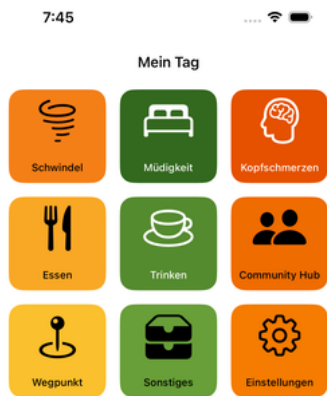 7:45
Mein Tag
Schwindel
Müdigkeit
Kopfschmerzen
Essen
Trinken
Community Hub
Wegpunkt
Sonstiges
Einstellungen